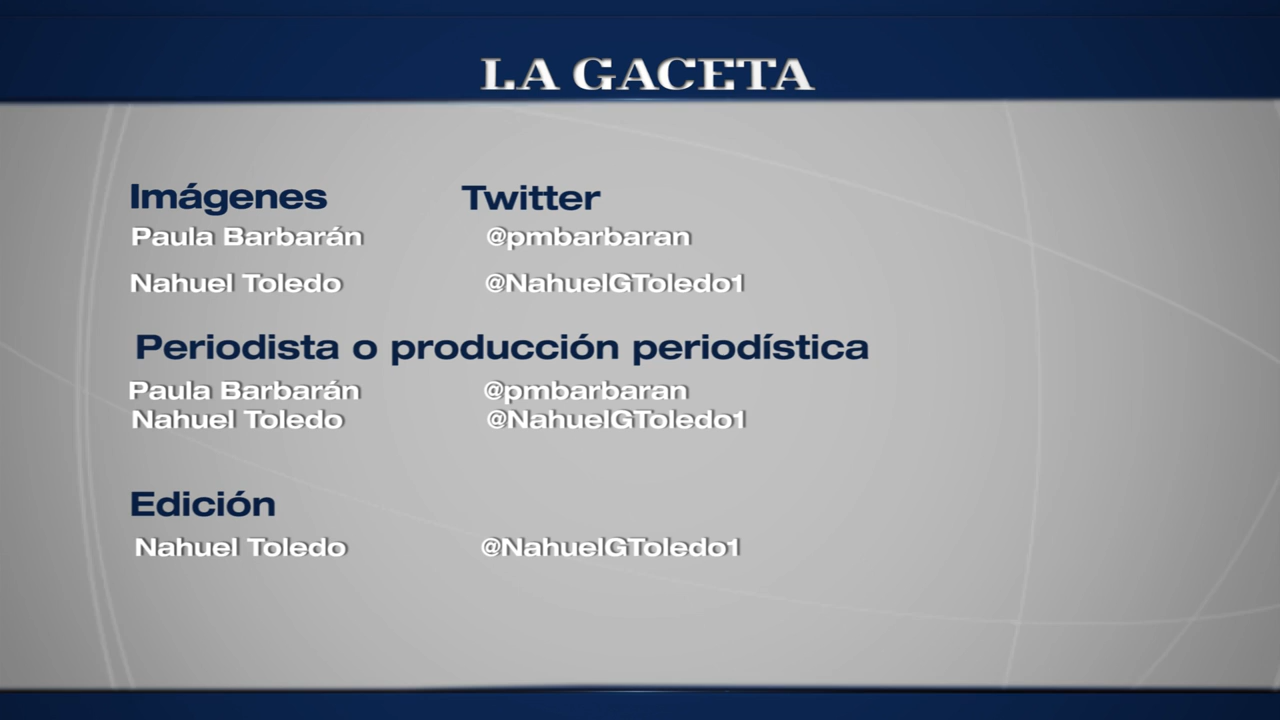 LA GACETA
Imágenes Twitter
Paula Barbarán @pmbarbaran
Nahuel Toledo @NahuelGToledo1
Periodista o producción periodística
Paula Barbarán @pmbarbaran
Nahuel Toledo @NahuelGToledo1
Edición
Nahuel Toledo @NahuelGToledo1